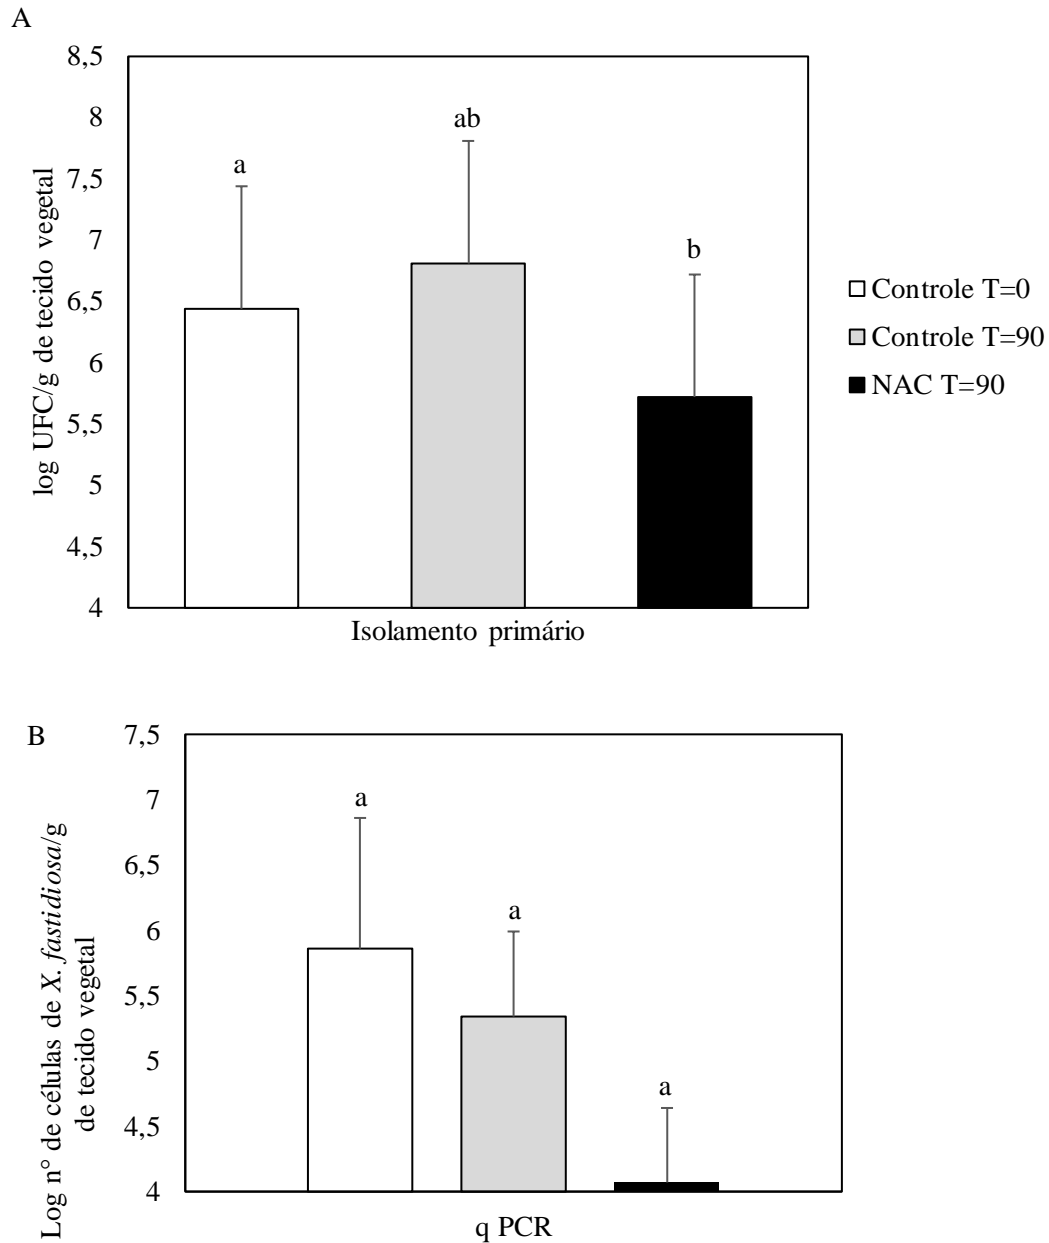 A
8,5
8
7,5
7
6,5
6
5,5
5
4,5
4
log UFC/g de tecido vegetal
a
ab
b
Isolamento primário
Controle T=0
Controle T=90
NAC T=90
B
7,5
7
6,5
6
5,5
5
4,5
4
Log n° de células de X. fastidiosa/g
de tecido vegetal
a
a
a
q PCR